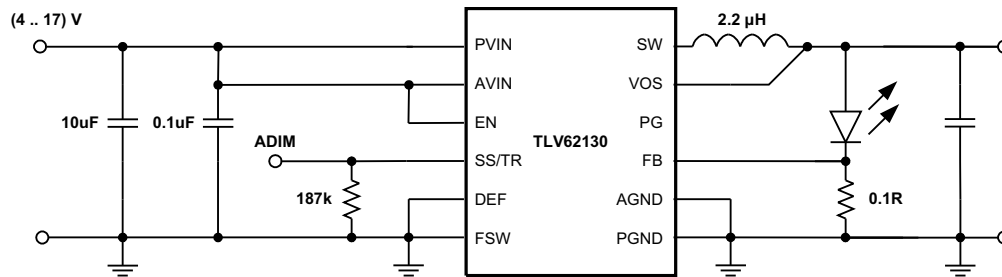 (4 .. 17) V
2.2 µH
PVIN
SW
AVIN
VOS
10uF
0.1uF
EN
PG
TLV62130
ADIM
SS/TR
FB
187k
DEF
AGND
0.1R
FSW
PGND